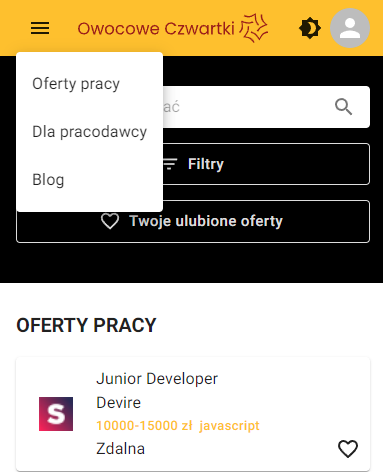 Owocowe Czwartki
Oferty pracy
Dla pracodawcy
Blog
Filtry
Twoje ulubione oferty
OFERTY PRACY
S
Junior Developer
Devire
10000-15000 zł javascript
Zdalna